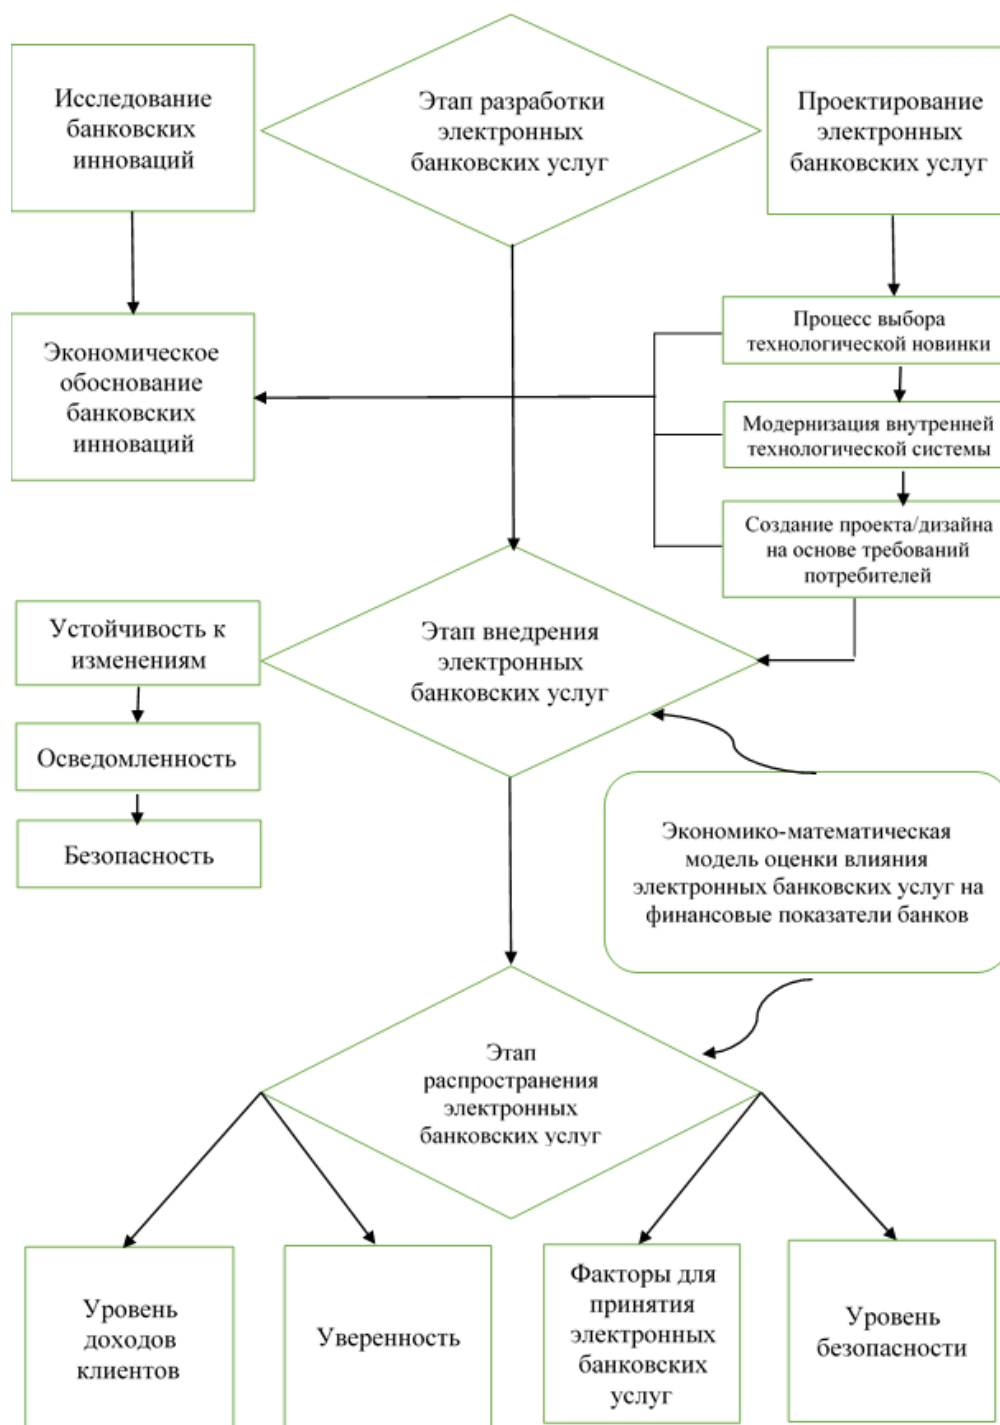 Исследование
банковских
инноваций
Этап разработки
электронных
банковских услуг
Проектирование
электронных
банковских услуг
Экономическое
обоснование
банковских
инноваций
Процесс выбора
технологической новинки
Модернизация внутренней
технологической системы
Создание проекта/дизайна
на основе требований
потребителей
Устойчивость к
изменениям
Осведомленность
Безопасность
Этап внедрения
электронных
банковских услуг
Экономико-математическая
модель оценки влияния
электронных банковских услуг на
финансовые показатели банков
Этап
распространения
электронных
банковских услуг
Уровень
доходов
клиентов
Уверенность
Факторы для
принятия
электронных
банковских
услуг
Уровень
безопасности